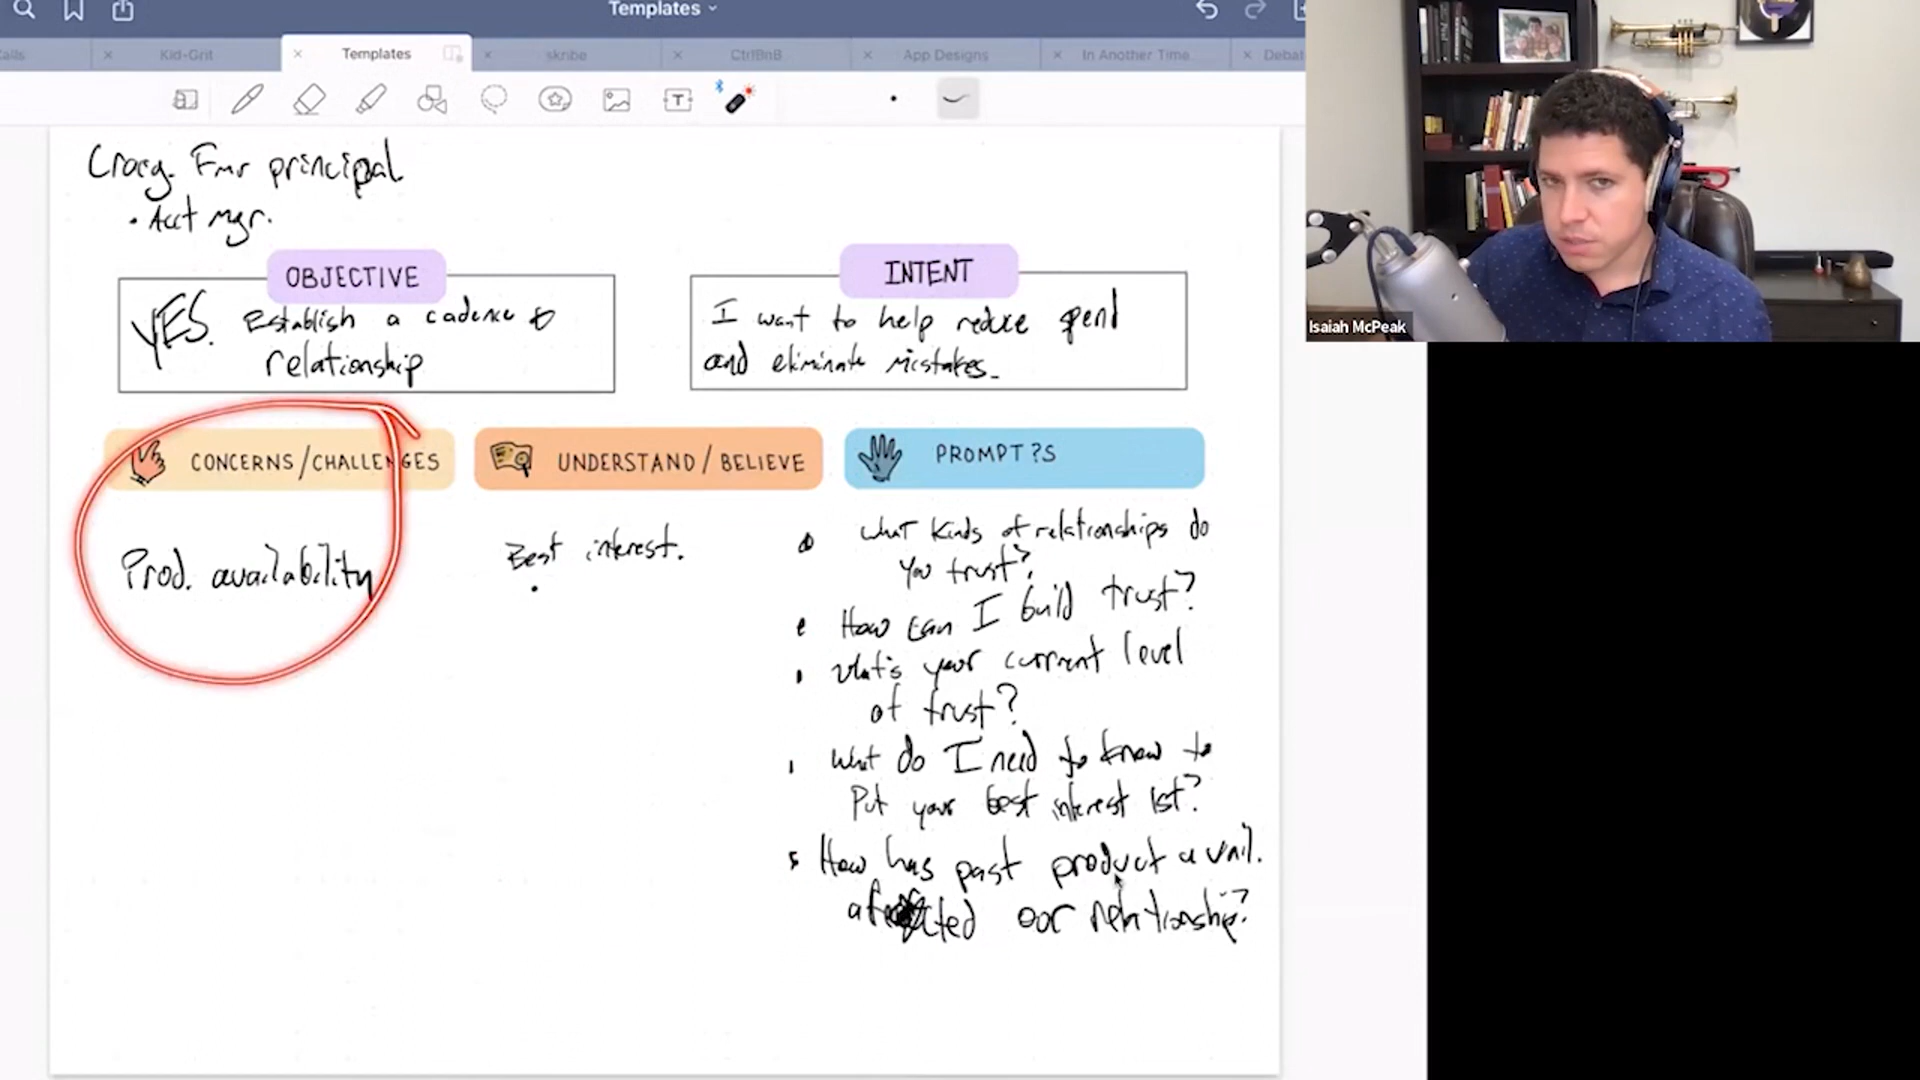 Templates
alls
Kid-Grit
Templates
sknbe
CtrlBnB
App Designs
In Another Time
Debat
T
Isaiah McPeak
Fmr principal
• Acct Mgr.
OBJECTIVE
YES. Establish a cadence &
relationship
INTENT
I want to help reduce spend
and eliminate mistakes.
CONCERNS/CHALLENGES
Prod. availability
UNDERSTAND/BELIEVE
Best interest.
PROMPT ?S
What kinds of relationships do
you trust?
How can I build trust?
What's your current level
of trust?
What do I need to know to
Put your best interest 1st?
How has past product avail.
affected our relationship?